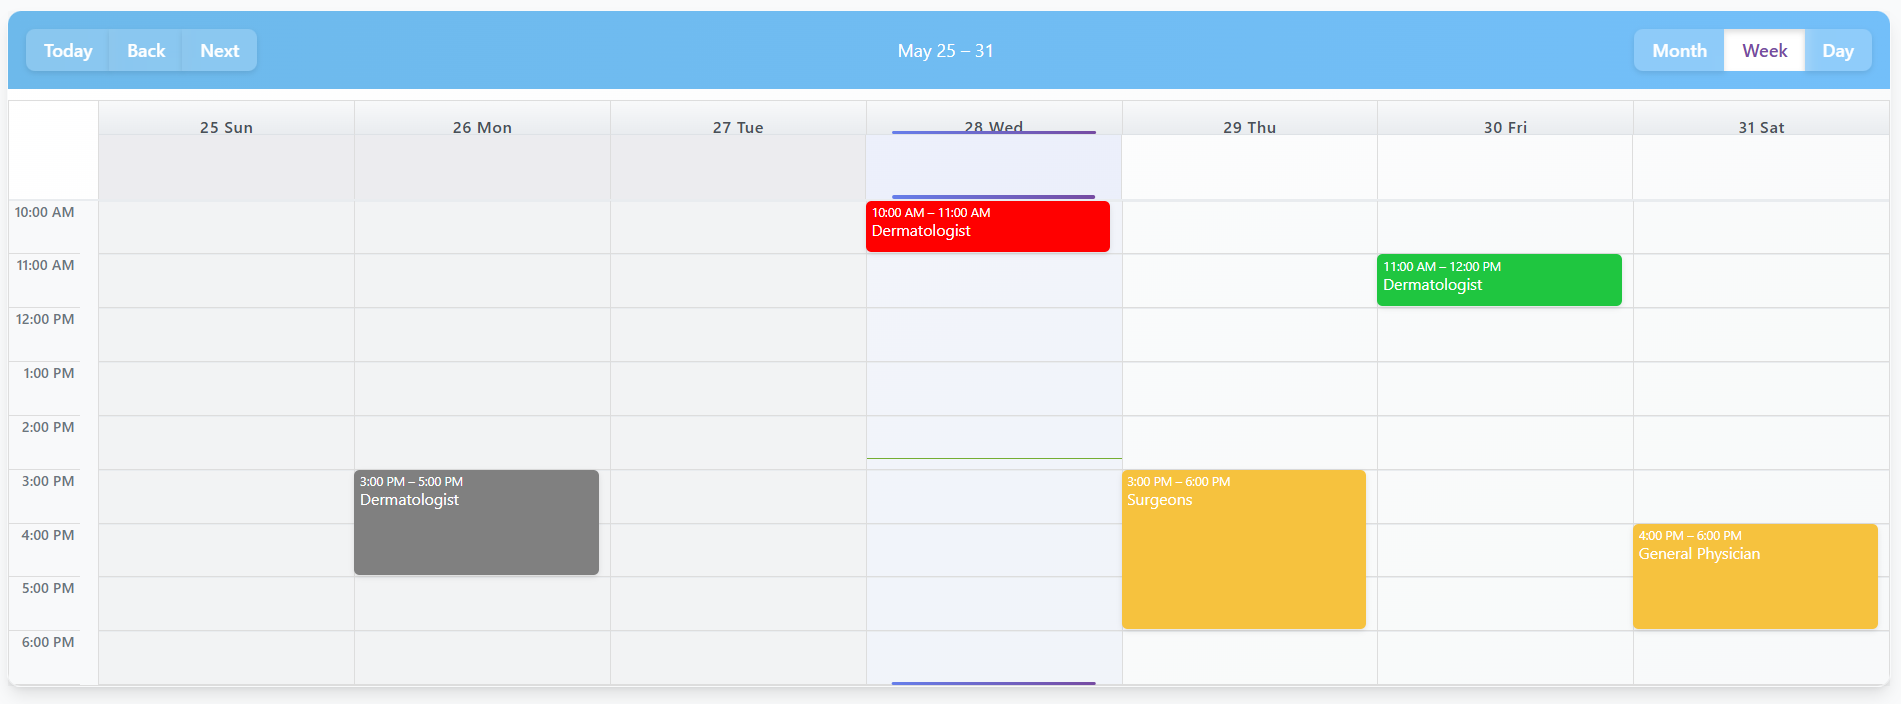 Today Back Next May 25 – 31 Month Week Day
25 Sun 26 Mon 27 Tue 28 Wed 29 Thu 30 Fri 31 Sat
10:00 AM
10:00 AM – 11:00 AM
Dermatologist
11:00 AM
11:00 AM – 12:00 PM
Dermatologist
12:00 PM
1:00 PM
2:00 PM
3:00 PM
3:00 PM – 5:00 PM
Dermatologist
3:00 PM – 6:00 PM
Surgeons
4:00 PM
4:00 PM – 6:00 PM
General Physician
5:00 PM
6:00 PM